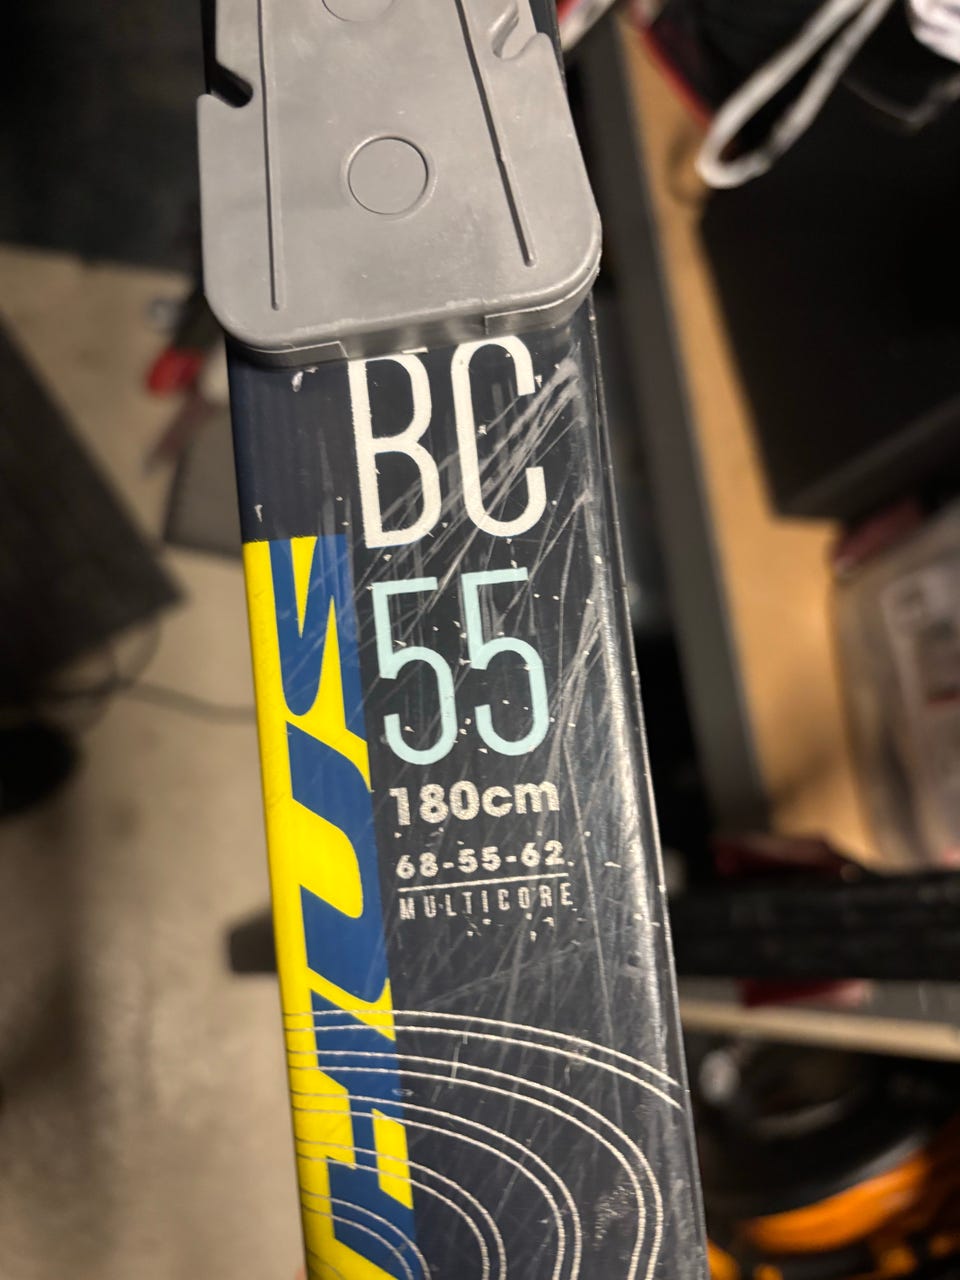 BC
55
180cm
68-55-62
MULTICORE